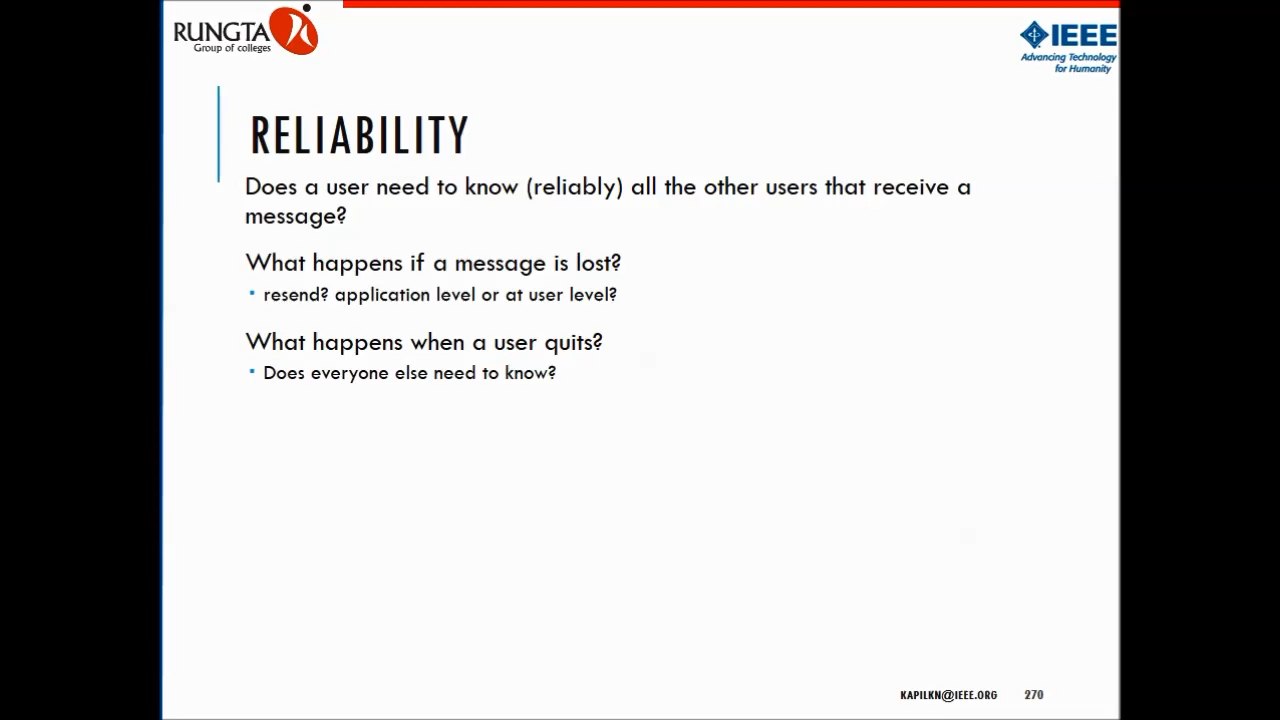 RUNGTA
Group of colleges
IEEE
Advancing Technology
for Humanity
RELIABILITY
Does a user need to know (reliably) all the other users that receive a
message?
What happens if a message is lost?
▪ resend? application level or at user level?
What happens when a user quits?
▪ Does everyone else need to know?
KAPILKN@IEEE.ORG 270